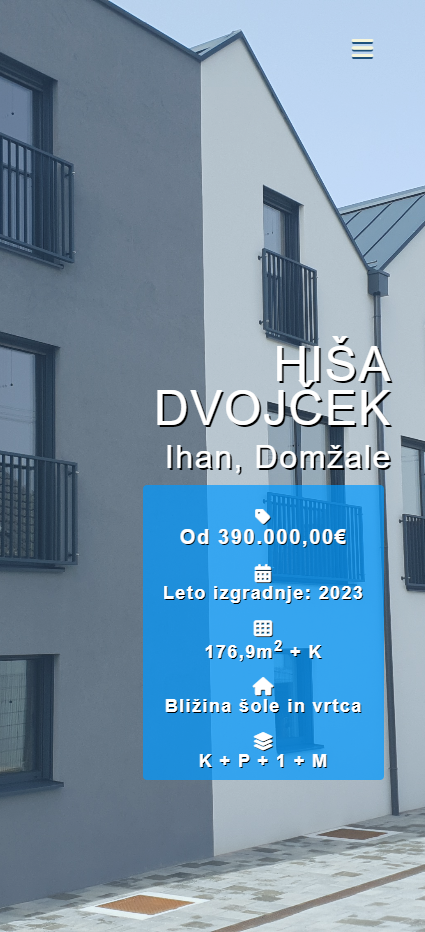 HIŠA
DVOJČEK
Ihan, Domžale
Od 390.000,00€
Leto izgradnje: 2023
176,9m² + K
Bližina šole in vrtca
K + P + 1 + M